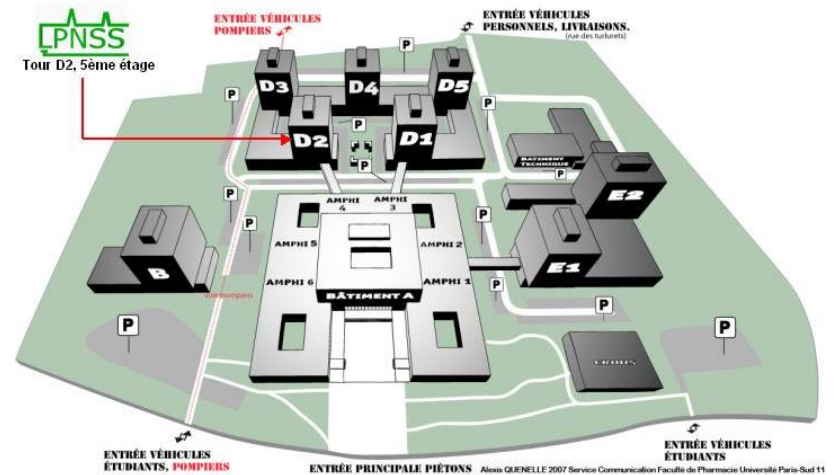 LPNSS
Tour D2, 5ème étage
ENTRÉE VÉHICULES
POMPIERS
ENTRÉE VÉHICULES
PERSONNELS, LIVRAISONS.
(rue des turlurets)
P
D3
D4
D5
P
P
P
D2
D1
P
P
BÂTIMENT
TECHNIQUE
P
E2
AMPHI
4
AMPHI
3
P
P
P
AMPHI 5
AMPHI 2
B
E1
AMPHI 6
AMPHI 1
P
voie pompiers
BÂTIMENT A
P
P
P
CROUS
ENTRÉE VÉHICULES
ÉTUDIANTS, POMPIERS
ENTRÉE PRINCIPALE PIÉTONS
ENTRÉE VÉHICULES
ÉTUDIANTS
Alexis QUENELLE 2007 Service Communication Faculté de Pharmacie Université Paris-Sud 11